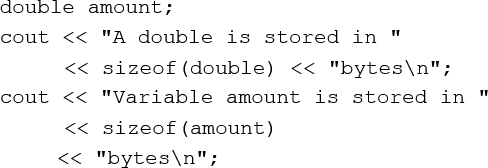 double amount;
cout << "A double is stored in "
<< sizeof(double) << "bytes\n";
cout << "Variable amount is stored in "
<< sizeof(amount)
<< "bytes\n";